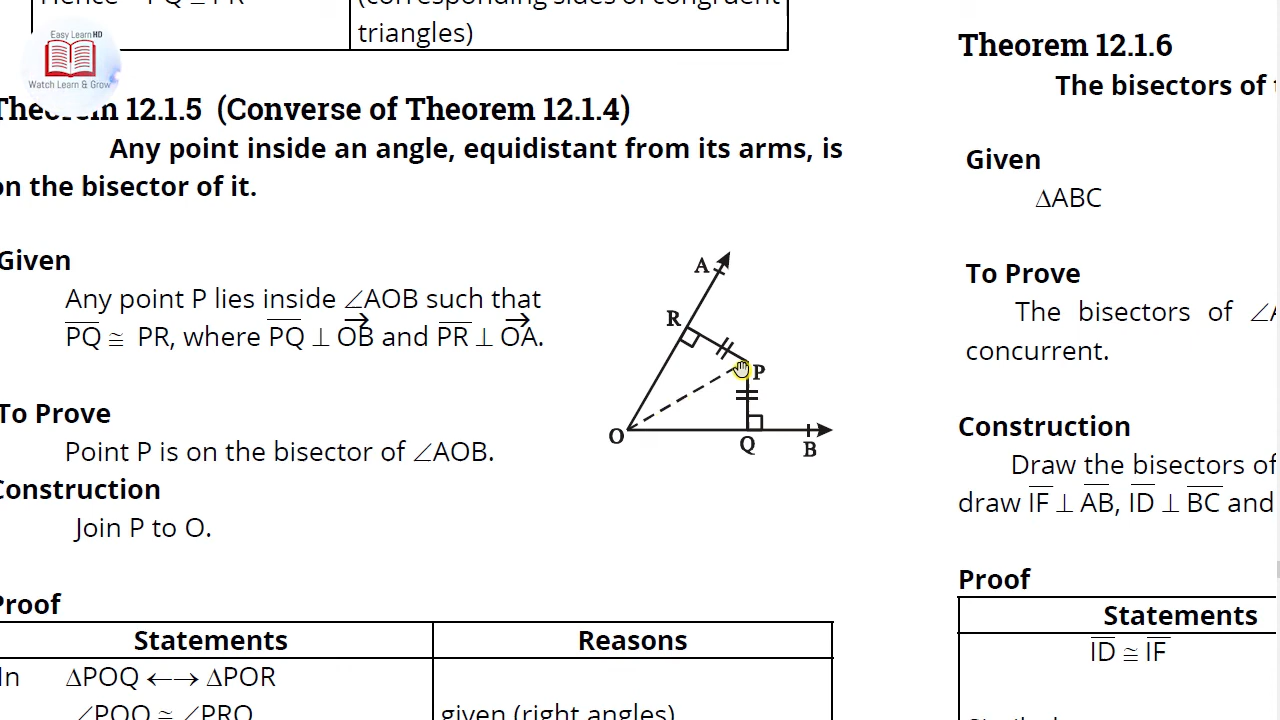 Hence PQ ≅ PR
(corresponding sides of congruent
triangles)
Easy Learn HD
Watch Learn & Grow
Theorem 12.1.5 (Converse of Theorem 12.1.4)
Any point inside an angle, equidistant from its arms, is
on the bisector of it.
Given
Any point P lies inside ∠AOB such that
PQ ≅ PR, where PQ ⊥ OB and PR ⊥ OA.
A
R
P
O
Q
B
To Prove
Point P is on the bisector of ∠AOB.
Construction
Join P to O.
Proof
Statements
Reasons
In ΔPOQ ⟷ ΔPOR
∠PQO ≅ ∠PRO
given (right angles)
Theorem 12.1.6
The bisectors of
Given
ΔABC
To Prove
The bisectors of ∠A
concurrent.
Construction
Draw the bisectors of
draw IF ⊥ AB, ID ⊥ BC and
Proof
Statements
ID ≅ IF